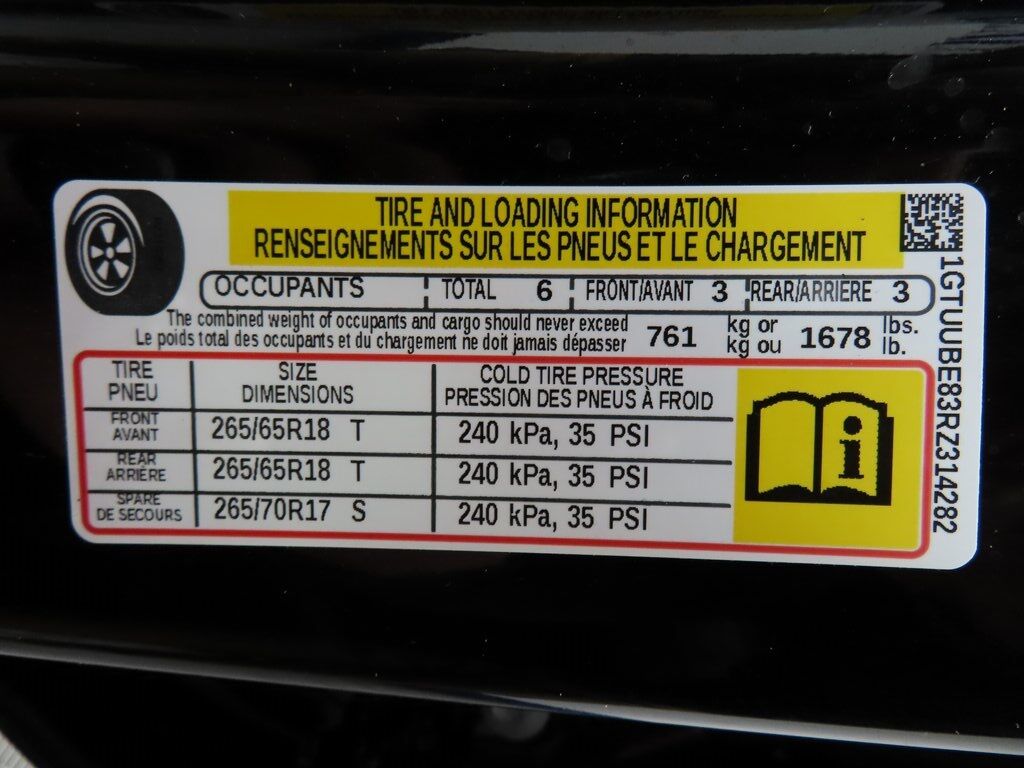 TIRE AND LOADING INFORMATION
RENSEIGNEMENTS SUR LES PNEUS ET LE CHARGEMENT
OCCUPANTS TOTAL 6 FRONT/AVANT 3 REAR/ARRIÈRE 3
The combined weight of occupants and cargo should never exceed 761 kg or 1678 lbs.
Le poids total des occupants et du chargement ne doit jamais dépasser kg ou lb.
TIRE SIZE COLD TIRE PRESSURE
PNEU DIMENSIONS PRESSION DES PNEUS À FROID
FRONT
AVANT 265/65R18 T 240 kPa, 35 PSI
REAR
ARRIÈRE 265/65R18 T 240 kPa, 35 PSI
SPARE
DE SECOURS 265/70R17 S 240 kPa, 35 PSI
i
1GTUUBE83RZ314282